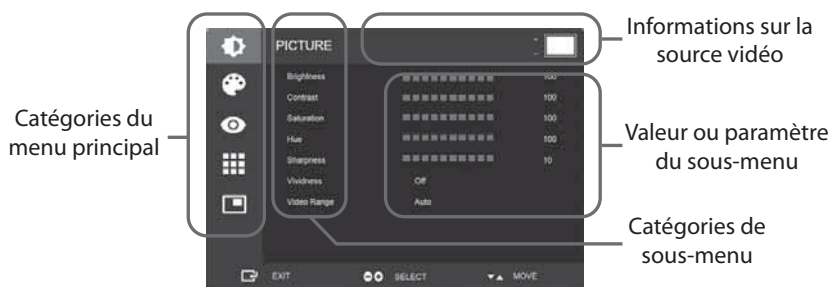 Informations sur la
source vidéo
PICTURE
Brightness 100
Contrast 100
Saturation 100
Hue 100
Sharpness 10
Vividness Off
Video Range Auto
Catégories du
menu principal
Valeur ou paramètre
du sous-menu
Catégories de
sous-menu
EXIT SELECT MOVE